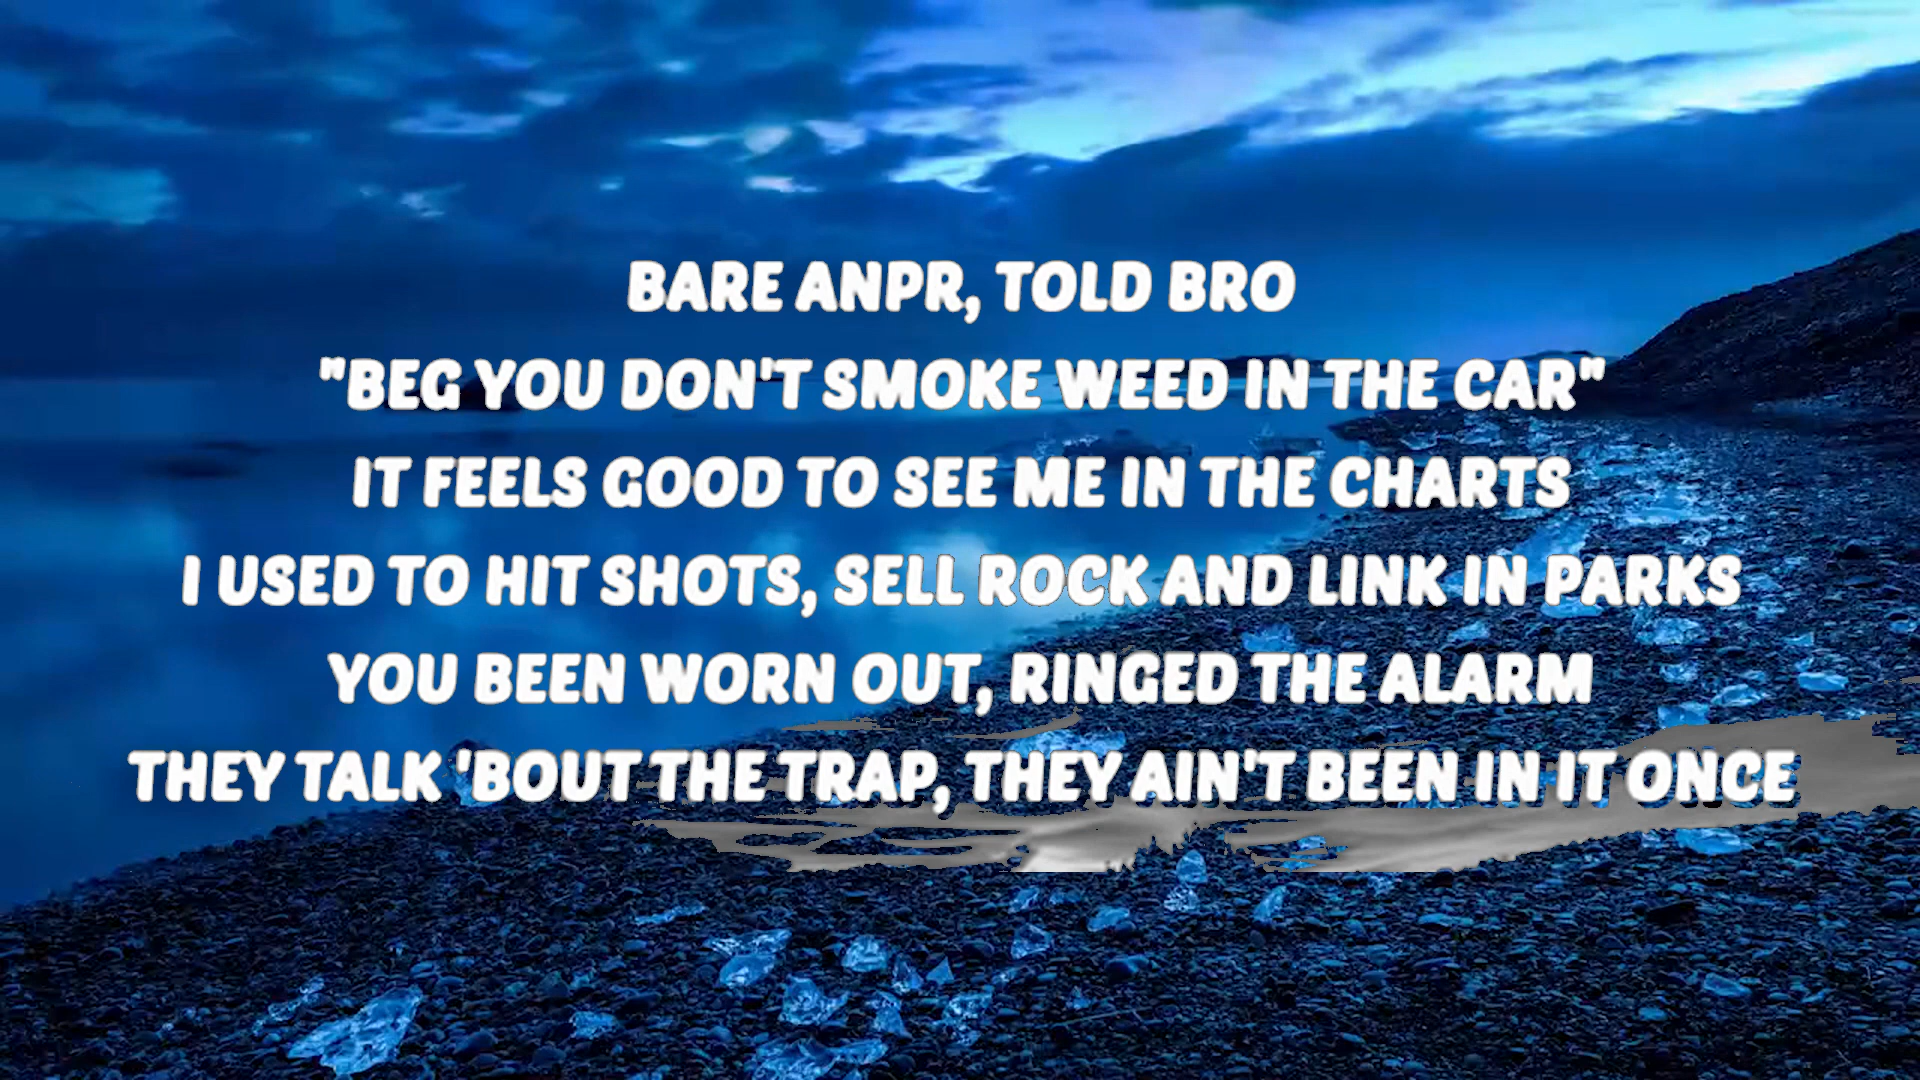 BARE ANPR, TOLD BRO
"BEG YOU DON'T SMOKE WEED IN THE CAR"
IT FEELS GOOD TO SEE ME IN THE CHARTS
I USED TO HIT SHOTS, SELL ROCK AND LINK IN PARKS
YOU BEEN WORN OUT, RINGED THE ALARM
THEY TALK 'BOUT THE TRAP, THEY AIN'T BEEN IN IT ONCE